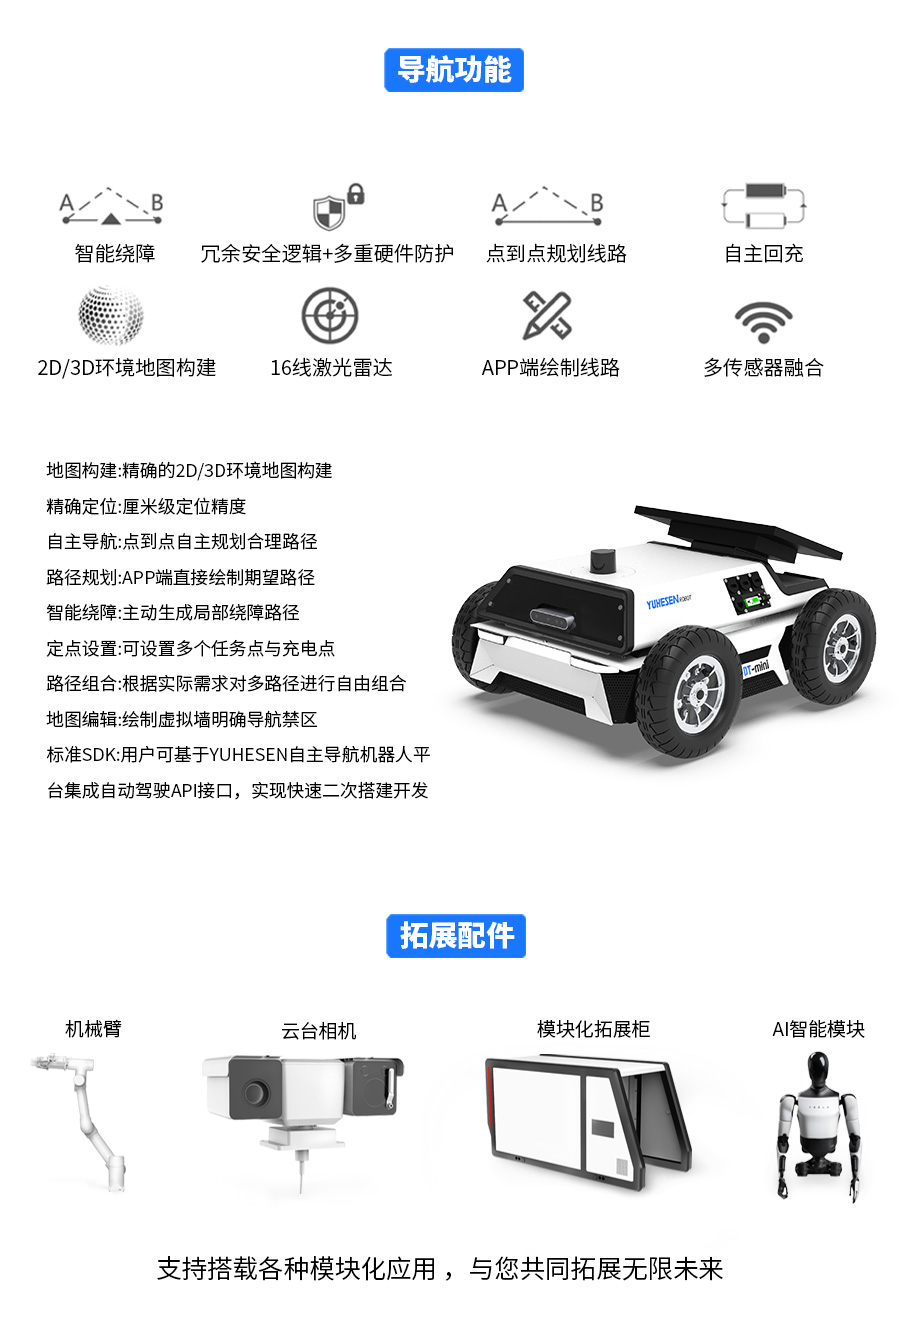 导航功能
A B
A B
智能绕障 冗余安全逻辑+多重硬件防护 点到点规划线路 自主回充
2D/3D环境地图构建 16线激光雷达 APP端绘制线路 多传感器融合
地图构建:精确的2D/3D环境地图构建
精确定位:厘米级定位精度
自主导航:点到点自主规划合理路径
路径规划:APP端直接绘制期望路径
智能绕障:主动生成局部绕障路径
定点设置:可设置多个任务点与充电点
路径组合:根据实际需求对多路径进行自由组合
地图编辑:绘制虚拟墙明确导航禁区
标准SDK:用户可基于YUHESEN自主导航机器人平
台集成自动驾驶API接口，实现快速二次搭建开发
YUHESEN ROBOT
DT-mini
拓展配件
机械臂 云台相机 模块化拓展柜 AI智能模块
TESLA
支持搭载各种模块化应用 ，与您共同拓展无限未来